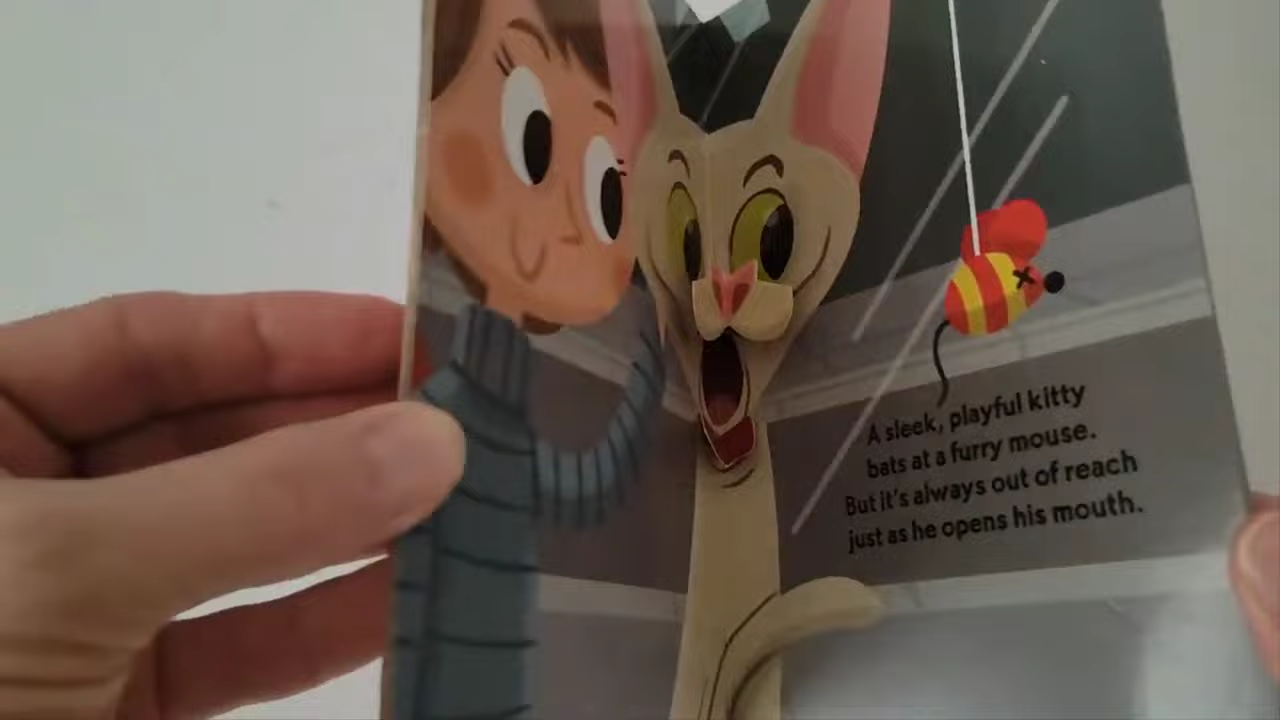 A sleek, playful kitty
bats at a furry mouse.
But it's always out of reach
just as he opens his mouth.